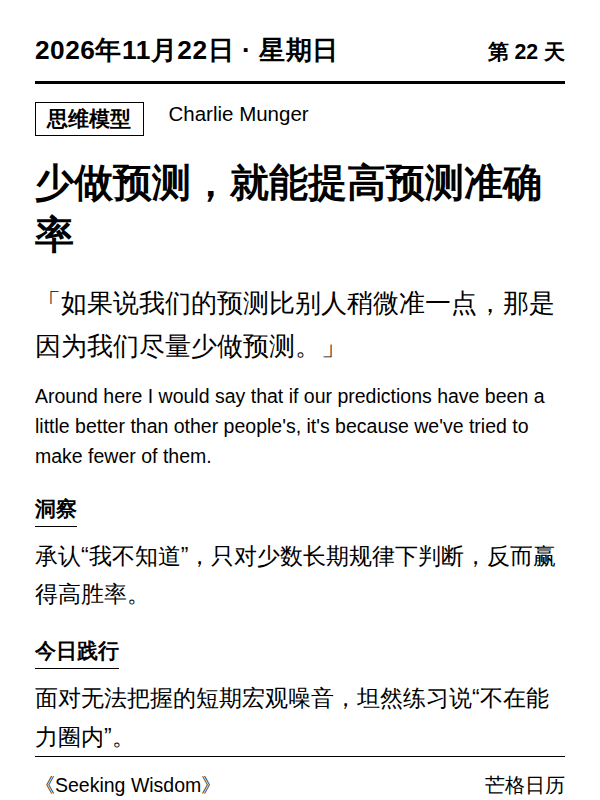 2026年11月22日 · 星期日
第 22 天
思维模型
Charlie Munger
少做预测，就能提高预测准确
率
「如果说我们的预测比别人稍微准一点，那是
因为我们尽量少做预测。」
Around here I would say that if our predictions have been a
little better than other people's, it's because we've tried to
make fewer of them.
洞察
承认“我不知道”，只对少数长期规律下判断，反而赢
得高胜率。
今日践行
面对无法把握的短期宏观噪音，坦然练习说“不在能
力圈内”。
《Seeking Wisdom》
芒格日历